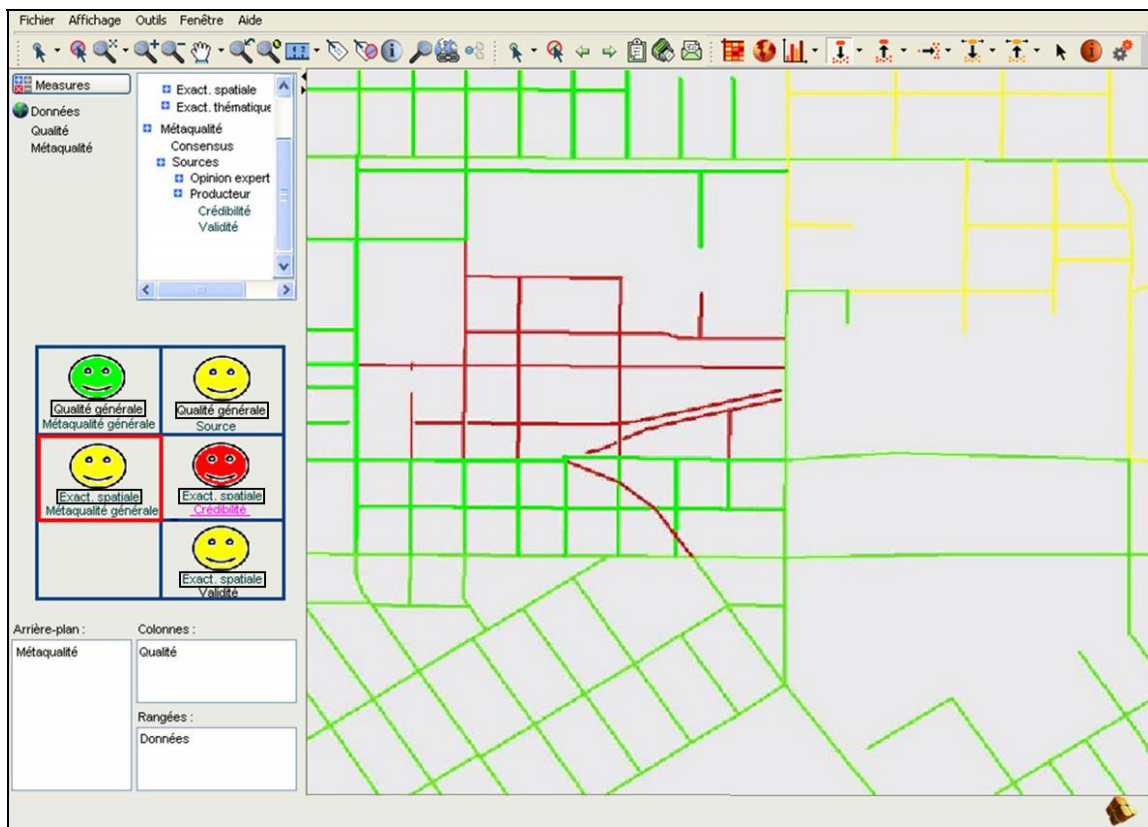 Fichier Affichage Outils Fenêtre Aide
Measures
Données
Qualité
Métaqualité
Exact. spatiale
Exact. thématique
Métaqualité
Consensus
Sources
Opinion expert
Producteur
Crédibilité
Validité
Qualité générale
Métaqualité générale
Qualité générale
Source
Exact. spatiale
Métaqualité générale
Exact. spatiale
Crédibilité
Exact. spatiale
Validité
Arrière-plan :
Métaqualité
Colonnes :
Qualité
Rangées :
Données